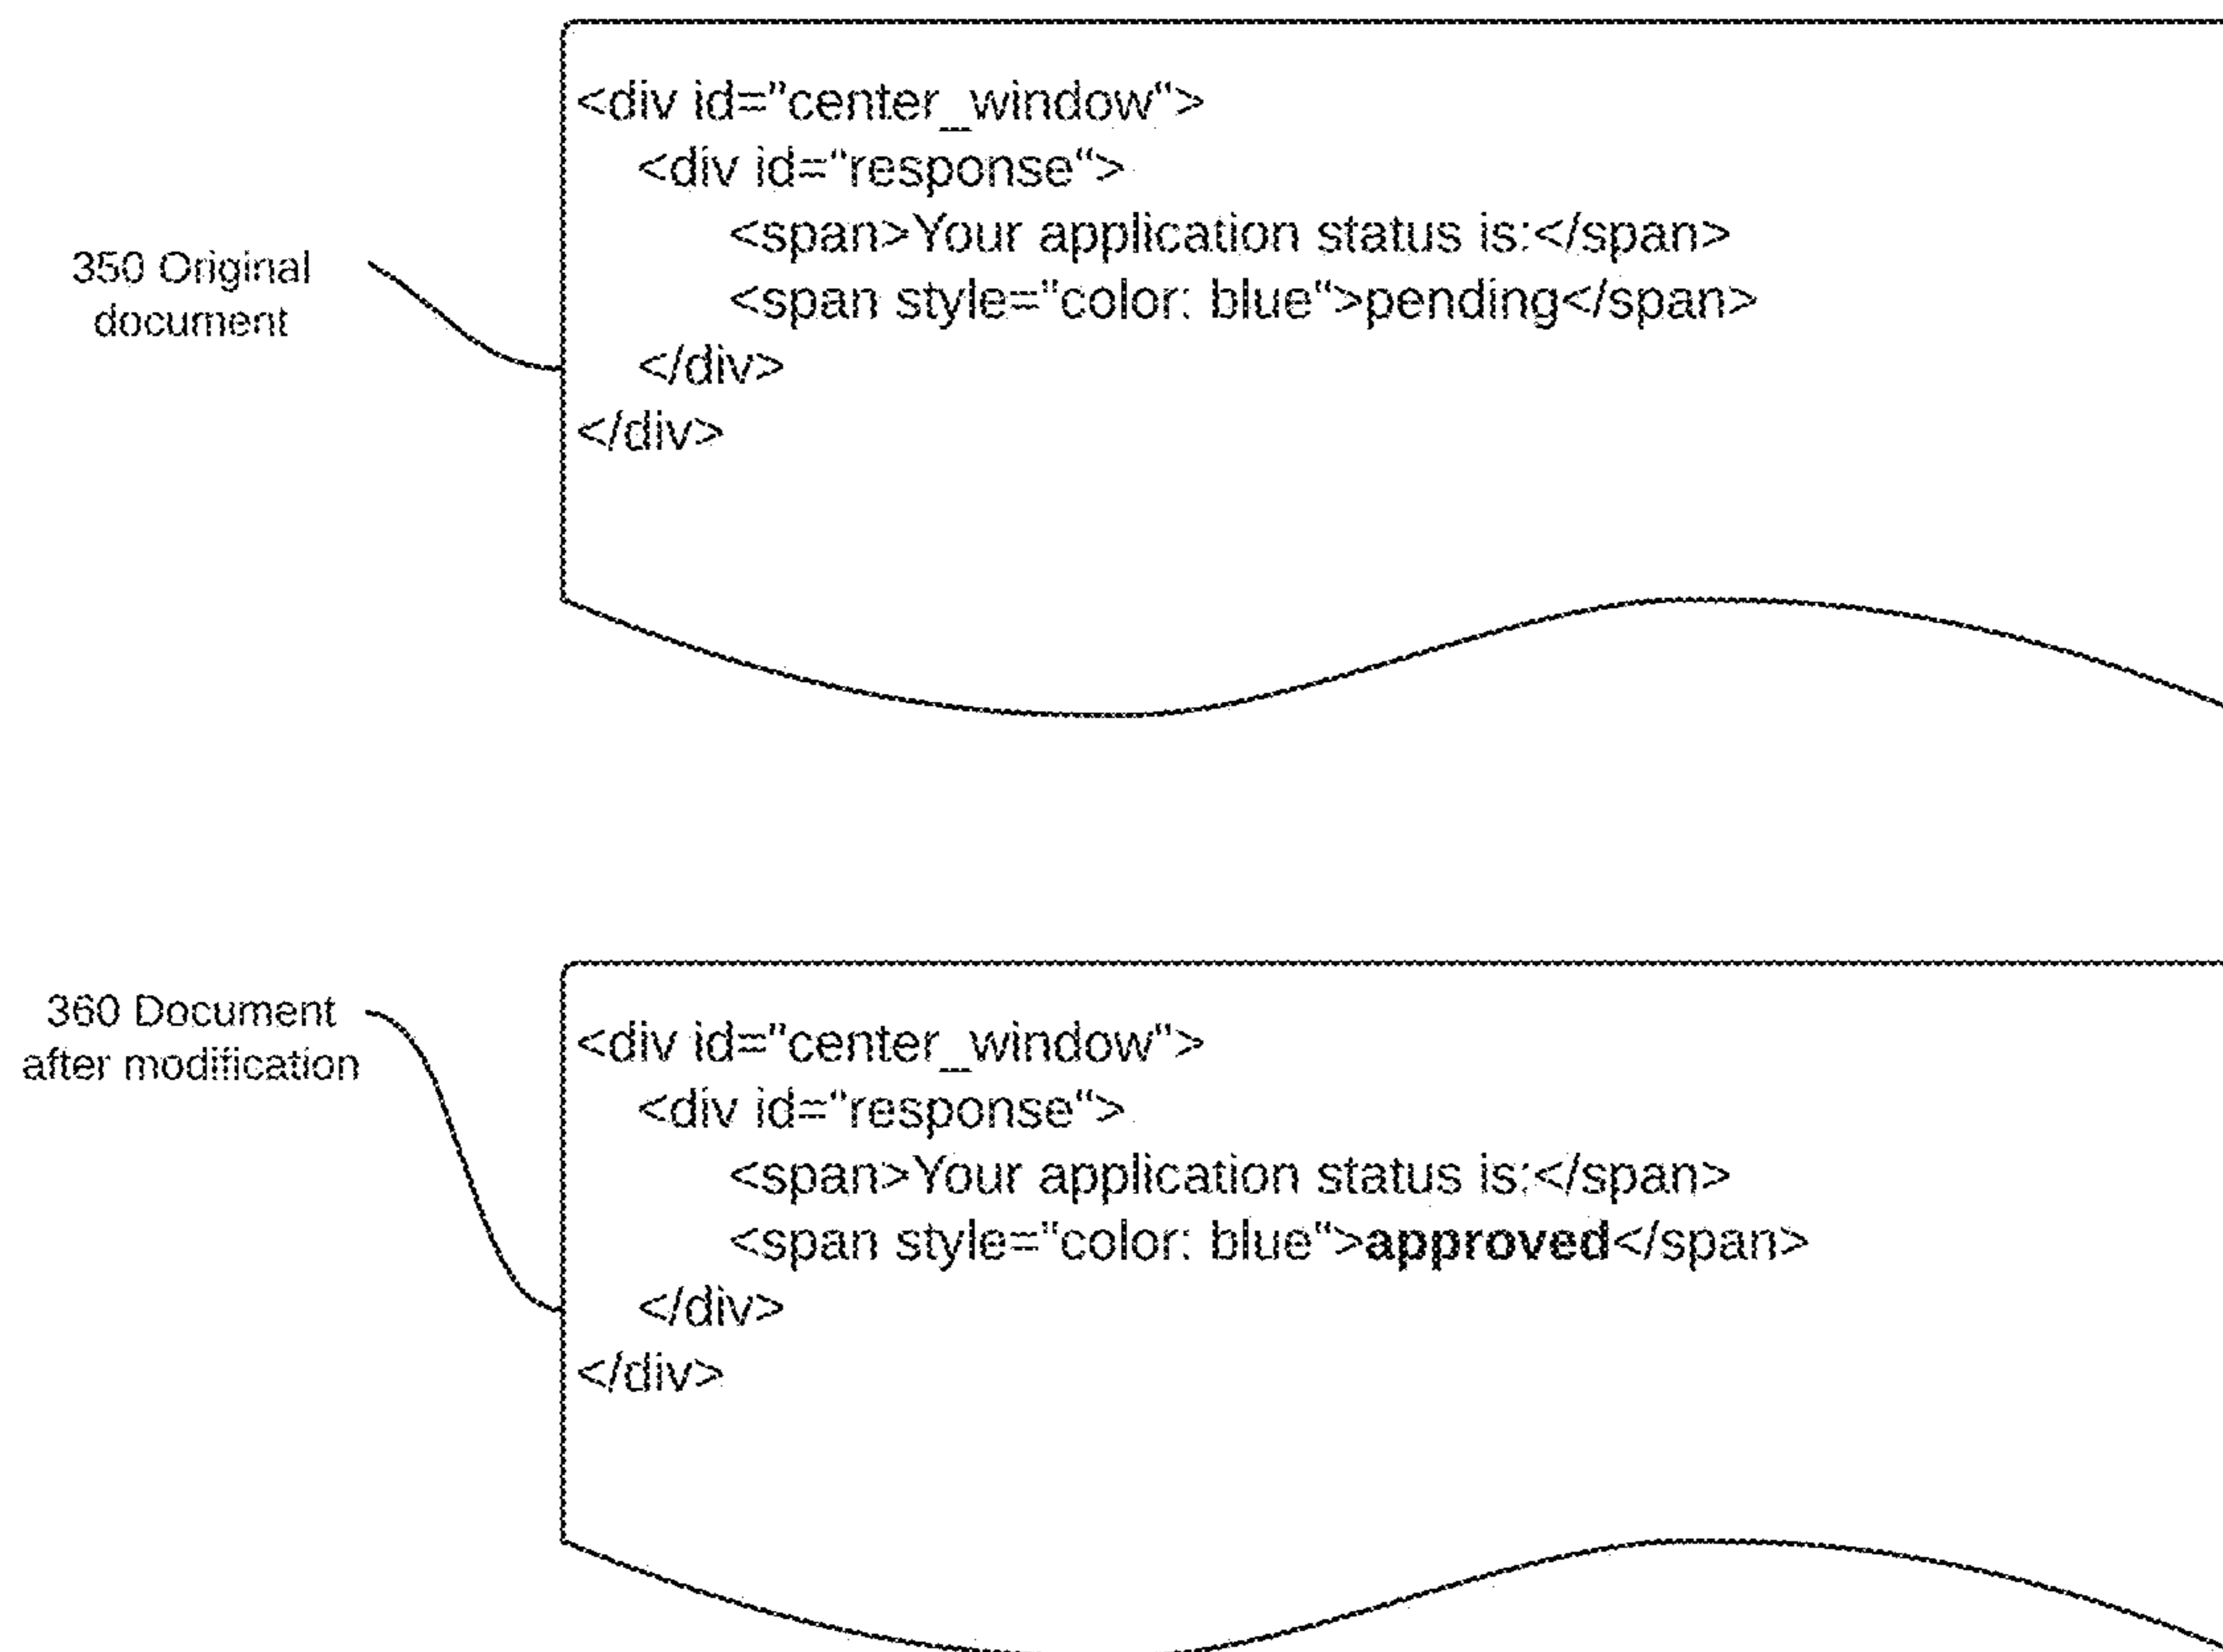 <div id="center_window">
<div id="response">
<span>Your application status is:</span>
<span style="color: blue">pending</span>
</div>
</div>
350 Original
document
360 Document
after modification
<div id="center_window">
<div id="response">
<span>Your application status is:</span>
<span style="color: blue">approved</span>
</div>
</div>